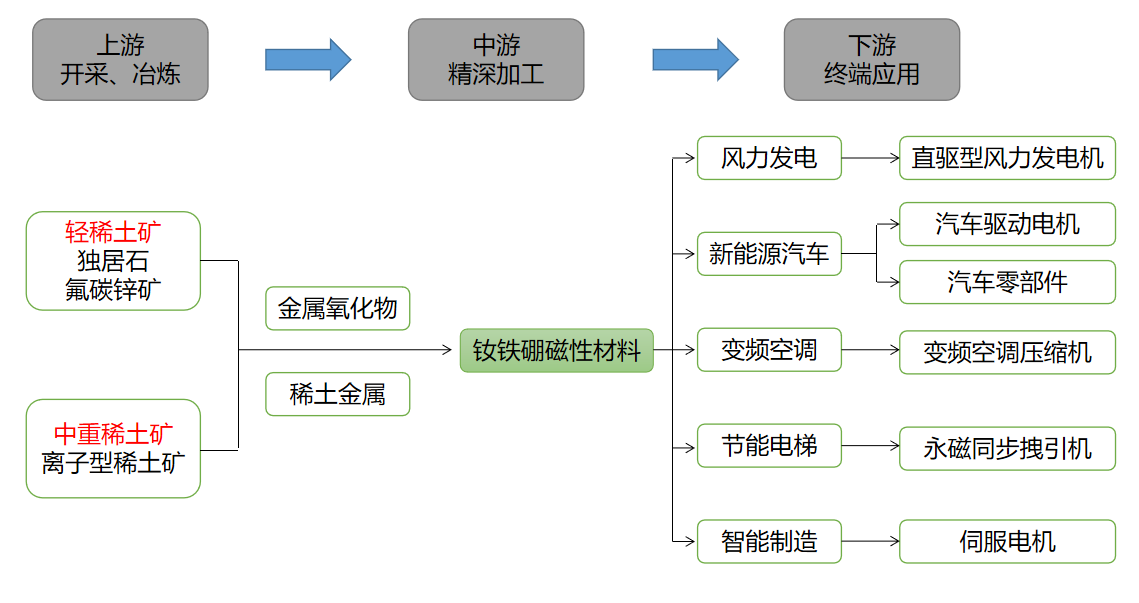 上游
开采、冶炼
中游
精深加工
下游
终端应用
轻稀土矿
独居石
氟碳锌矿
中重稀土矿
离子型稀土矿
金属氧化物
稀土金属
钕铁硼磁性材料
风力发电
直驱型风力发电机
新能源汽车
汽车驱动电机
汽车零部件
变频空调
变频空调压缩机
节能电梯
永磁同步拽引机
智能制造
伺服电机